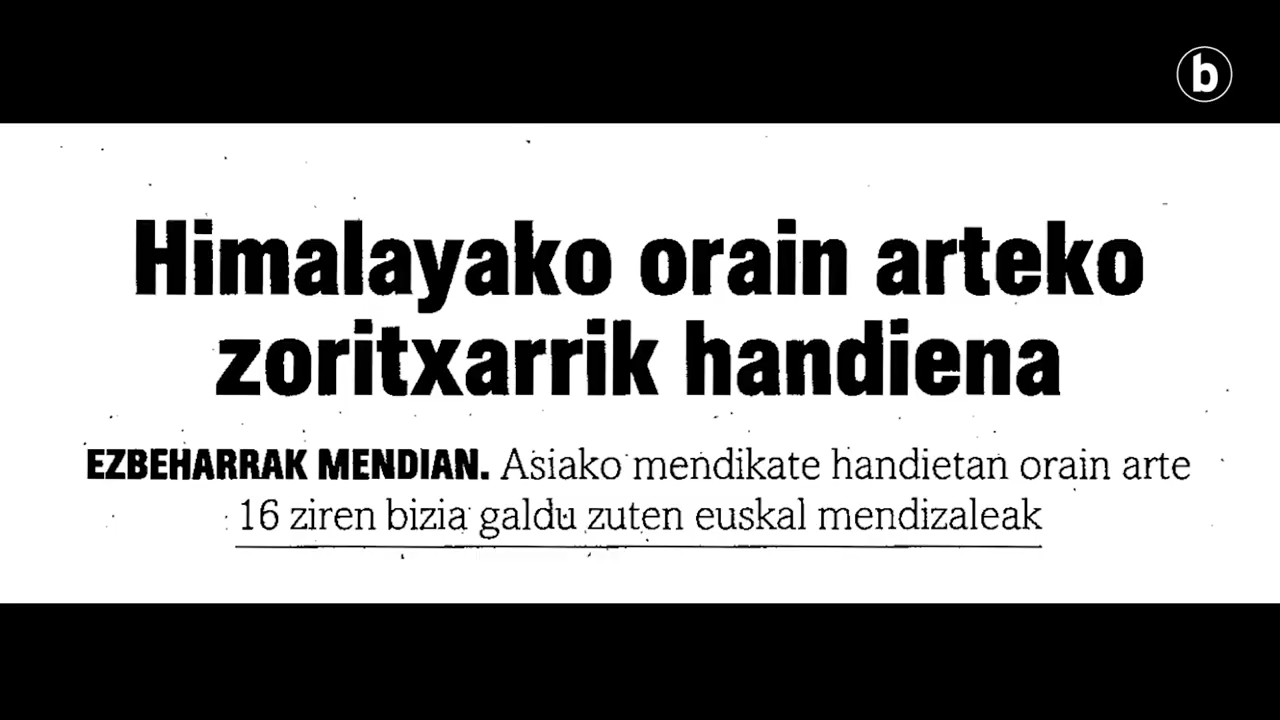 b
Himalayako orain arteko
zoritxarrik handiena
EZBEHARRAK MENDIAN. Asiako mendikate handietan orain arte
16 ziren bizia galdu zuten euskal mendizaleak